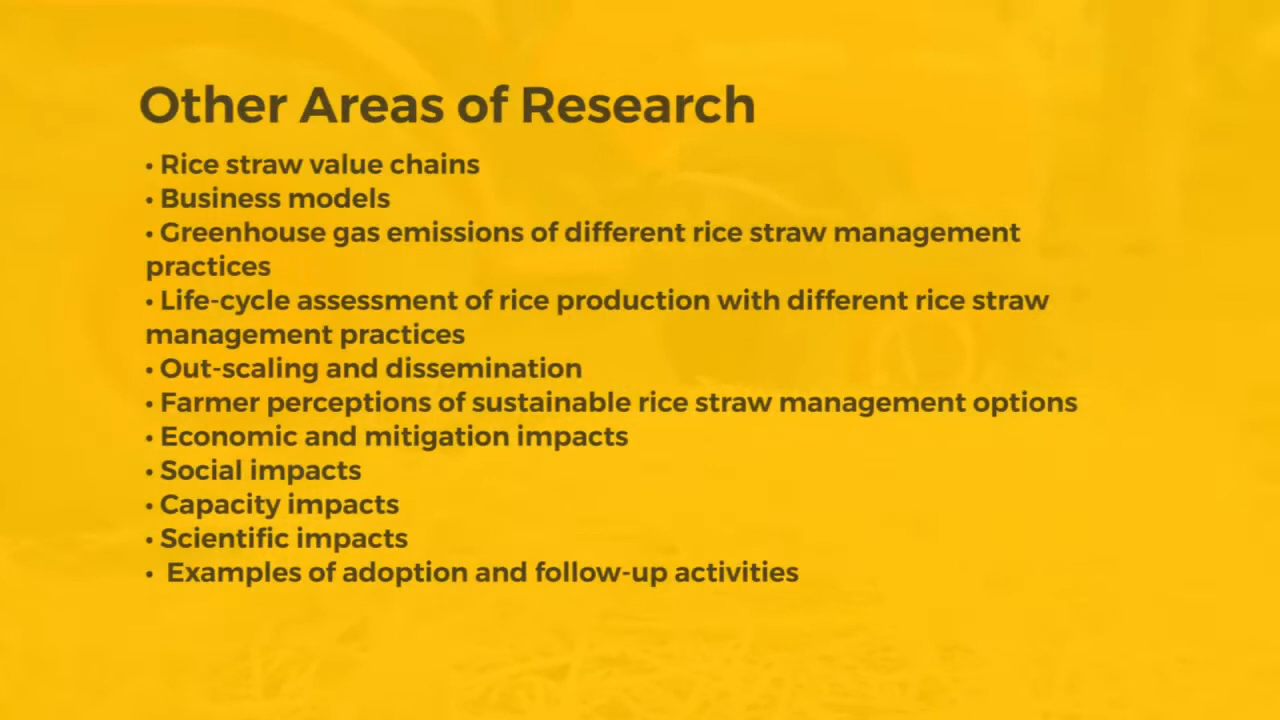 Other Areas of Research
• Rice straw value chains
• Business models
• Greenhouse gas emissions of different rice straw management
practices
• Life-cycle assessment of rice production with different rice straw
management practices
• Out-scaling and dissemination
• Farmer perceptions of sustainable rice straw management options
• Economic and mitigation impacts
• Social impacts
• Capacity impacts
• Scientific impacts
• Examples of adoption and follow-up activities